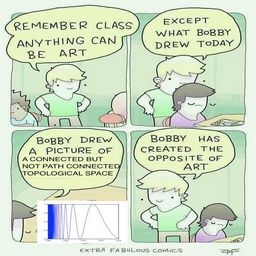 REMEMBER CLASS
ANYTHING CAN
BE ART
EXCEPT
WHAT BOBBY
DREW TODAY
BOBBY DREW
A PICTURE OF
A CONNECTED BUT
NOT PATH CONNECTED
TOPOLOGICAL SPACE
BOBBY HAS
CREATED THE
OPPOSITE OF
ART
EXTRA FABULOUS COMICS